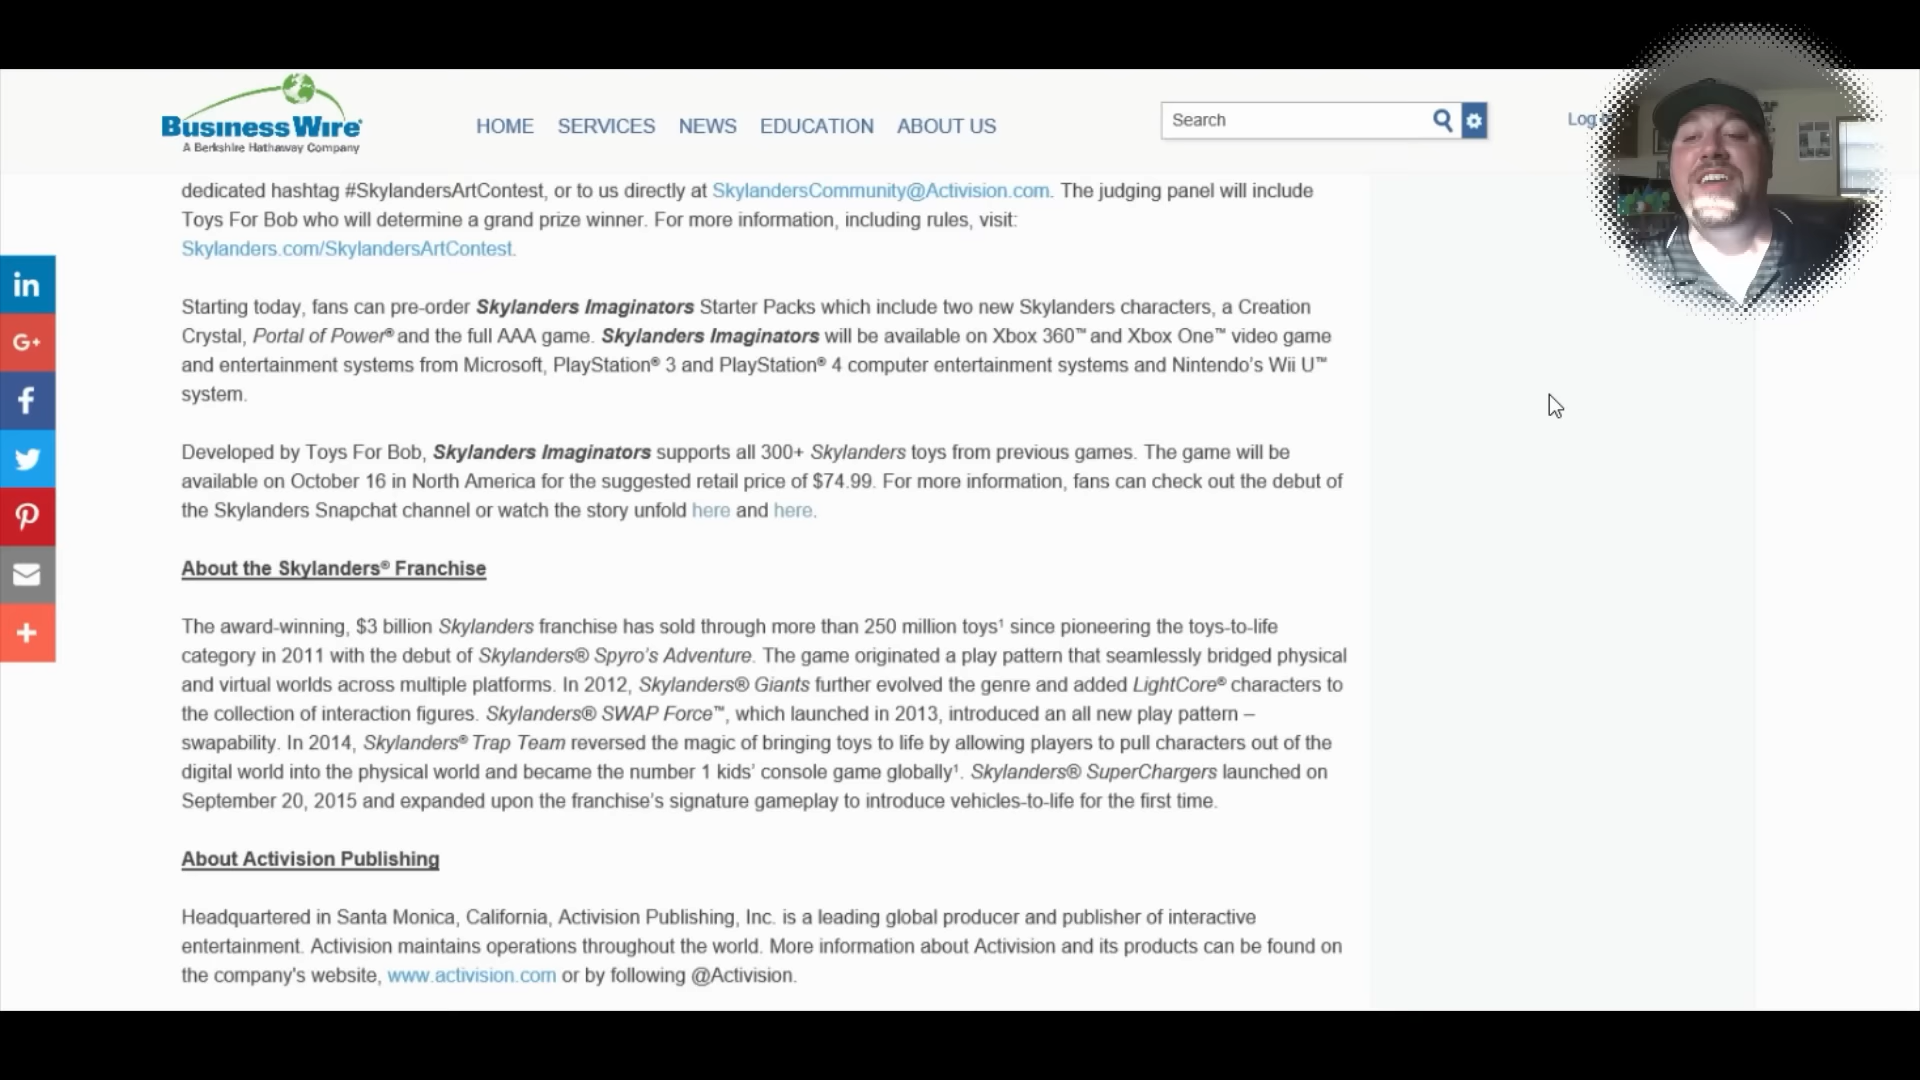 Business Wire
A Berkshire Hathaway Company
HOME SERVICES NEWS EDUCATION ABOUT US
Search
Log
dedicated hashtag #SkylandersArtContest, or to us directly at SkylandersCommunity@Activision.com. The judging panel will include
Toys For Bob who will determine a grand prize winner. For more information, including rules, visit:
Skylanders.com/SkylandersArtContest.
Starting today, fans can pre-order Skylanders Imaginators Starter Packs which include two new Skylanders characters, a Creation
Crystal, Portal of Power® and the full AAA game. Skylanders Imaginators will be available on Xbox 360™ and Xbox One™ video game
and entertainment systems from Microsoft, PlayStation® 3 and PlayStation® 4 computer entertainment systems and Nintendo's Wii U™
system.
Developed by Toys For Bob, Skylanders Imaginators supports all 300+ Skylanders toys from previous games. The game will be
available on October 16 in North America for the suggested retail price of $74.99. For more information, fans can check out the debut of
the Skylanders Snapchat channel or watch the story unfold here and here.
About the Skylanders® Franchise
The award-winning, $3 billion Skylanders franchise has sold through more than 250 million toys¹ since pioneering the toys-to-life
category in 2011 with the debut of Skylanders® Spyro's Adventure. The game originated a play pattern that seamlessly bridged physical
and virtual worlds across multiple platforms. In 2012, Skylanders® Giants further evolved the genre and added LightCore® characters to
the collection of interaction figures. Skylanders® SWAP Force™, which launched in 2013, introduced an all new play pattern –
swapability. In 2014, Skylanders® Trap Team reversed the magic of bringing toys to life by allowing players to pull characters out of the
digital world into the physical world and became the number 1 kids' console game globally¹. Skylanders® SuperChargers launched on
September 20, 2015 and expanded upon the franchise's signature gameplay to introduce vehicles-to-life for the first time.
About Activision Publishing
Headquartered in Santa Monica, California, Activision Publishing, Inc. is a leading global producer and publisher of interactive
entertainment. Activision maintains operations throughout the world. More information about Activision and its products can be found on
the company's website, www.activision.com or by following @Activision.
in
G+
f